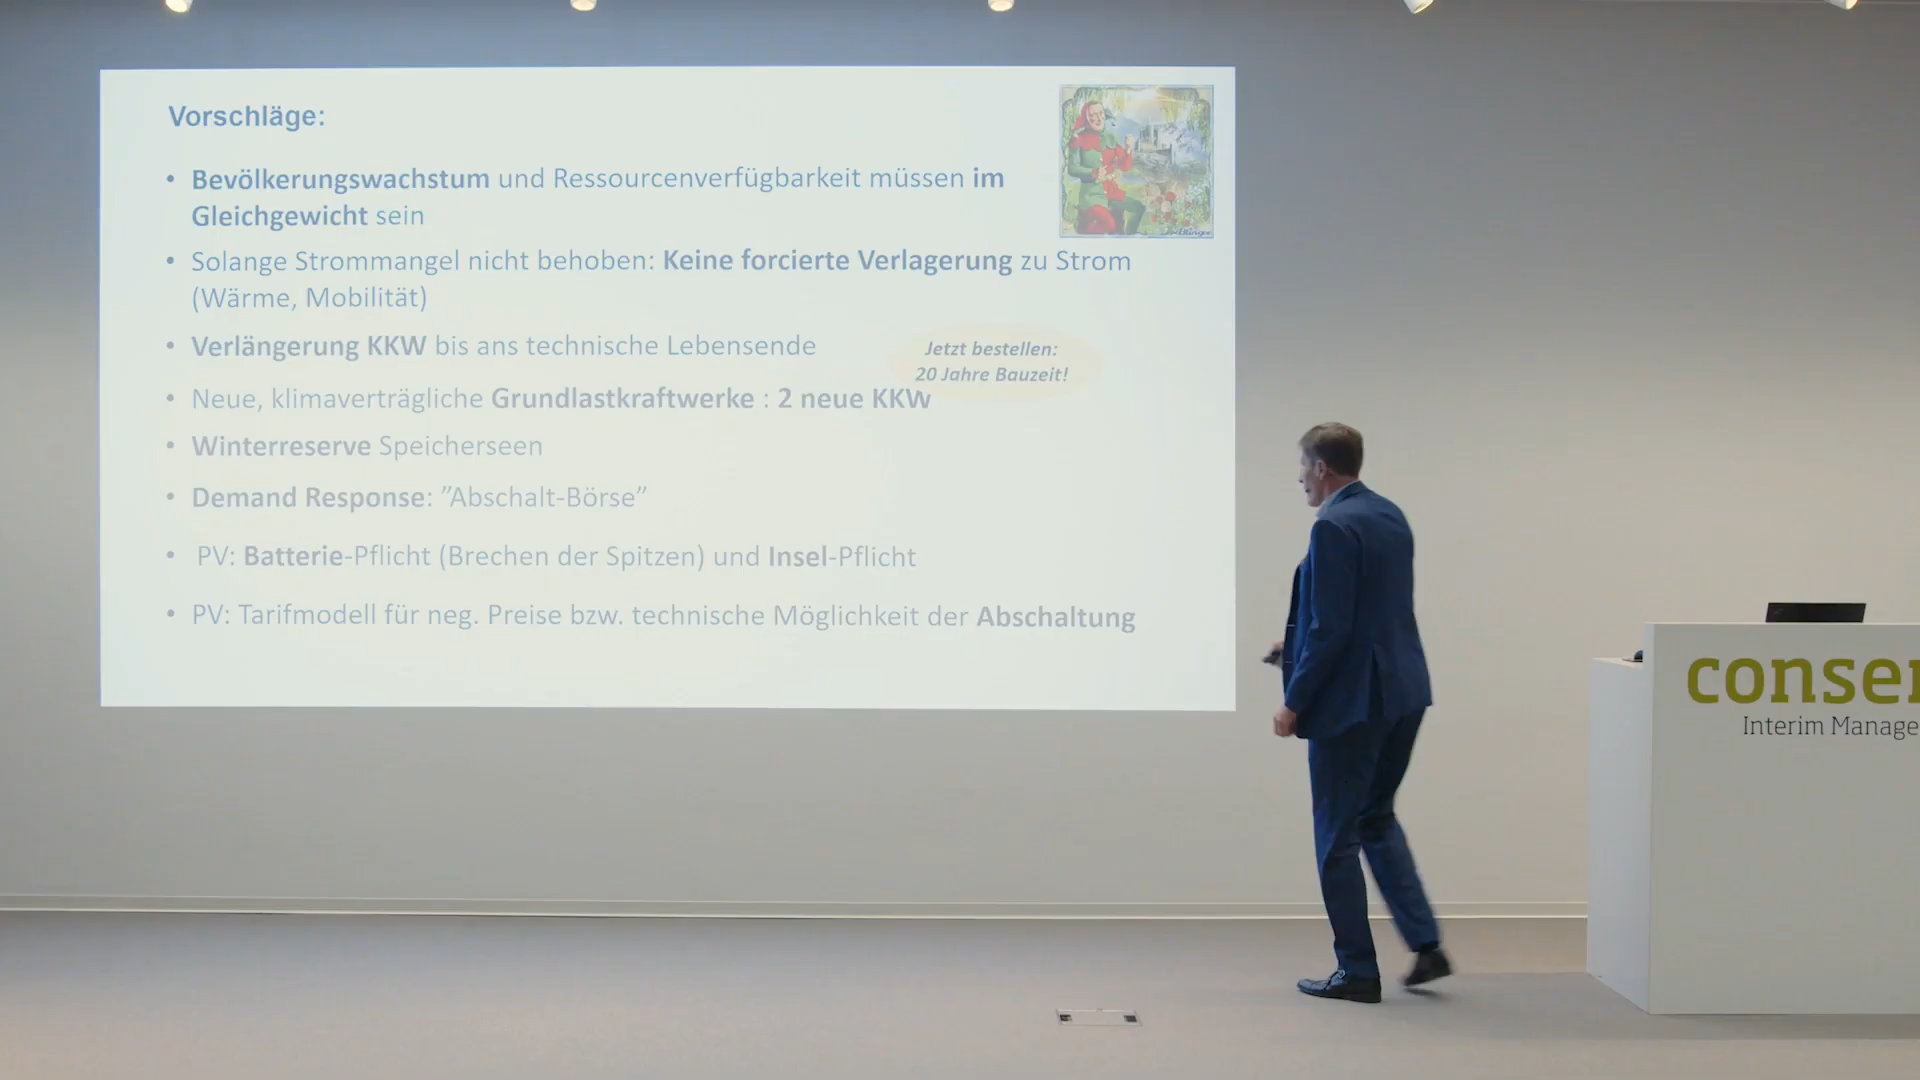 Vorschläge:
• Bevölkerungswachstum und Ressourcenverfügbarkeit müssen im
Gleichgewicht sein
• Solange Strommangel nicht behoben: Keine forcierte Verlagerung zu Strom
(Wärme, Mobilität)
• Verlängerung KKW bis ans technische Lebensende
Jetzt bestellen:
20 Jahre Bauzeit!
• Neue, klimaverträgliche Grundlastkraftwerke : 2 neue KKW
• Winterreserve Speicherseen
• Demand Response: ”Abschalt-Börse”
• PV: Batterie-Pflicht (Brechen der Spitzen) und Insel-Pflicht
• PV: Tarifmodell für neg. Preise bzw. technische Möglichkeit der Abschaltung
conse
Interim Manage